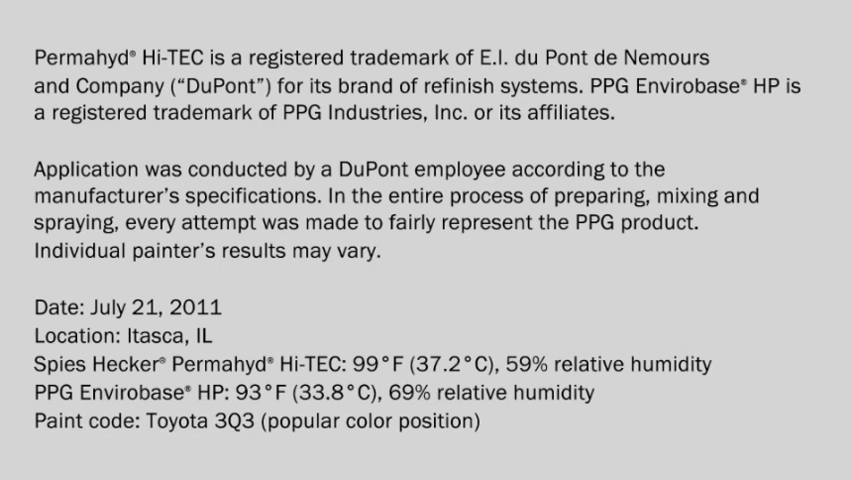 Permahyd® Hi-TEC is a registered trademark of E.I. du Pont de Nemours
and Company (“DuPont”) for its brand of refinish systems. PPG Envirobase® HP is
a registered trademark of PPG Industries, Inc. or its affiliates.
Application was conducted by a DuPont employee according to the
manufacturer’s specifications. In the entire process of preparing, mixing and
spraying, every attempt was made to fairly represent the PPG product.
Individual painter’s results may vary.
Date: July 21, 2011
Location: Itasca, IL
Spies Hecker® Permahyd® Hi-TEC: 99°F (37.2°C), 59% relative humidity
PPG Envirobase® HP: 93°F (33.8°C), 69% relative humidity
Paint code: Toyota 3Q3 (popular color position)